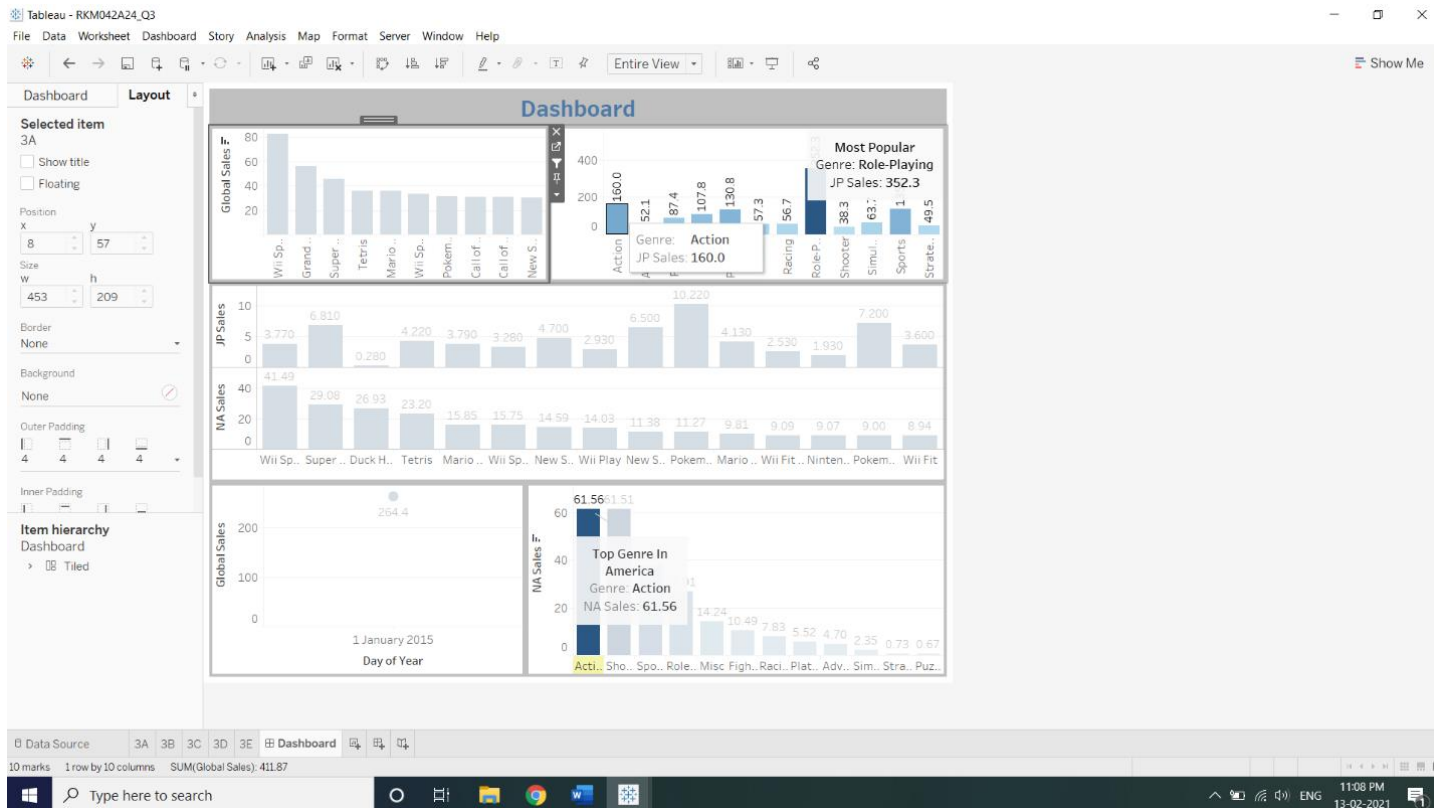 Tableau - RKM042A24_Q3
File Data Worksheet Dashboard Story Analysis Map Format Server Window Help
Entire View
Show Me
Dashboard Layout
Selected item
3A
Show title
Floating
Position
x y
8 57
Size
w h
453 209
Border
None
Background
None
Outer Padding
4 4 4 4
Inner Padding
Item hierarchy
Dashboard
Tiled
Dashboard
Global Sales
80
60
40
20
Wii Sp..
Grand ..
Super ..
Tetris
Mario ..
Wii Sp..
Pokem..
Call of ..
Call of ..
New S..
400
200
0
160.0
52.1
87.4
107.8
130.8
57.3
56.7
38.3
63.7
49.5
Most Popular
Genre: Role-Playing
JP Sales: 352.3
Genre: Action
JP Sales: 160.0
Action
Racing
Role-P..
Shooter
Simul..
Sports
Strate..
JP Sales
10
5
0
3.770 6.810 0.280 4.220 3.790 3.280 4.700 2.930 6.500 10.220 4.130 2.530 1.930 7.200 3.600
NA Sales
40
20
0
41.49 29.08 26.93 23.20 15.85 15.75 14.59 14.03 11.38 11.27 9.81 9.09 9.07 9.00 8.94
Wii Sp.. Super .. Duck H.. Tetris Mario .. Wii Sp.. New S.. Wii Play New S.. Pokem.. Mario .. Wii Fit .. Ninten.. Pokem.. Wii Fit
Global Sales
200
100
0
264.4
1 January 2015
Day of Year
NA Sales
60
40
20
0
61.56 61.51
Top Genre In
America
Genre: Action
NA Sales: 61.56
14.24 10.49 7.83 5.52 4.70 2.35 0.73 0.67
Acti.. Sho.. Spo.. Role.. Misc Figh.. Raci.. Plat.. Adv.. Sim.. Stra.. Puz..
Data Source 3A 3B 3C 3D 3E Dashboard
10 marks 1 row by 10 columns SUM(Global Sales): 411.87
Type here to search
ENG
11:08 PM
13-02-2021